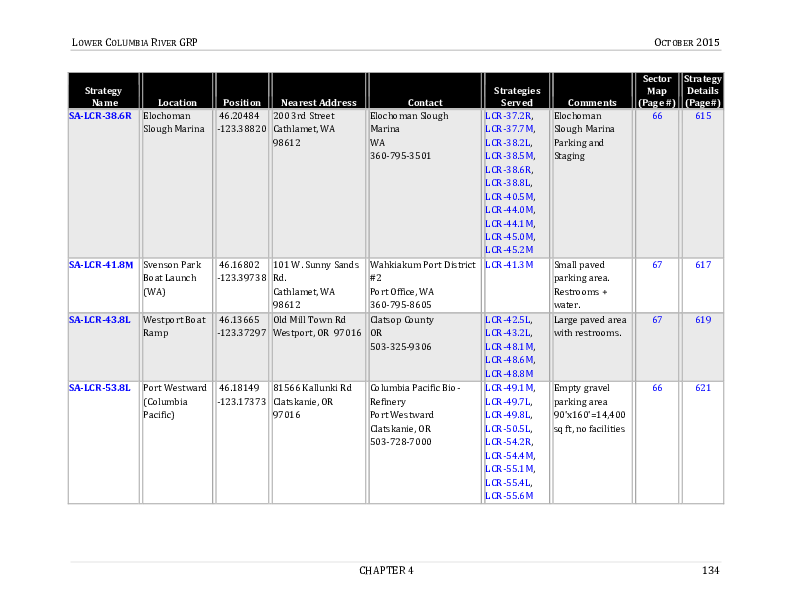 LOWER COLUMBIA RIVER GRP
OCTOBER 2015
Strategy Name
Location
Position
Nearest Address
Contact
Strategies Served
Comments
Sector Map (Page#)
Strategy Details (Page#)
SA-LCR-38.6R
Elochoman
Slough Marina
46.20484
-123.38820
200 3rd Street
Cathlamet, WA
98612
Elochoman Slough
Marina
WA
360-795-3501
LCR-37.2R,
LCR-37.7M,
LCR-38.2L,
LCR-38.5M,
LCR-38.6R,
LCR-38.8L,
LCR-40.5M,
LCR-44.0M,
LCR-44.1M,
LCR-45.0M,
LCR-45.2M
Elochoman
Slough Marina
Parking and
Staging
66
615
SA-LCR-41.8M
Svenson Park
Boat Launch
(WA)
46.16802
-123.39738
101 W. Sunny Sands
Rd.
Cathlamet, WA
98612
Wahkiakum Port District
#2
Port Office, WA
360-795-8605
LCR-41.3M
Small paved
parking area.
Restrooms +
water.
67
617
SA-LCR-43.8L
Westport Boat
Ramp
46.13665
-123.37297
Old Mill Town Rd
Westport, OR 97016
Clatsop County
OR
503-325-9306
LCR-42.5L,
LCR-43.2L,
LCR-48.1M,
LCR-48.6M,
LCR-48.8M
Large paved area
with restrooms.
67
619
SA-LCR-53.8L
Port Westward
(Columbia
Pacific)
46.18149
-123.17373
81566 Kallunki Rd
Clatskanie, OR
97016
Columbia Pacific Bio-
Refinery
Port Westward
Clatskanie, OR
503-728-7000
LCR-49.1M,
LCR-49.7L,
LCR-49.8L,
LCR-50.5L,
LCR-54.2R,
LCR-54.4M,
LCR-55.1M,
LCR-55.4L,
LCR-55.6M
Empty gravel
parking area
90'x160'=14,400
sq ft, no facilities
66
621
CHAPTER 4
134